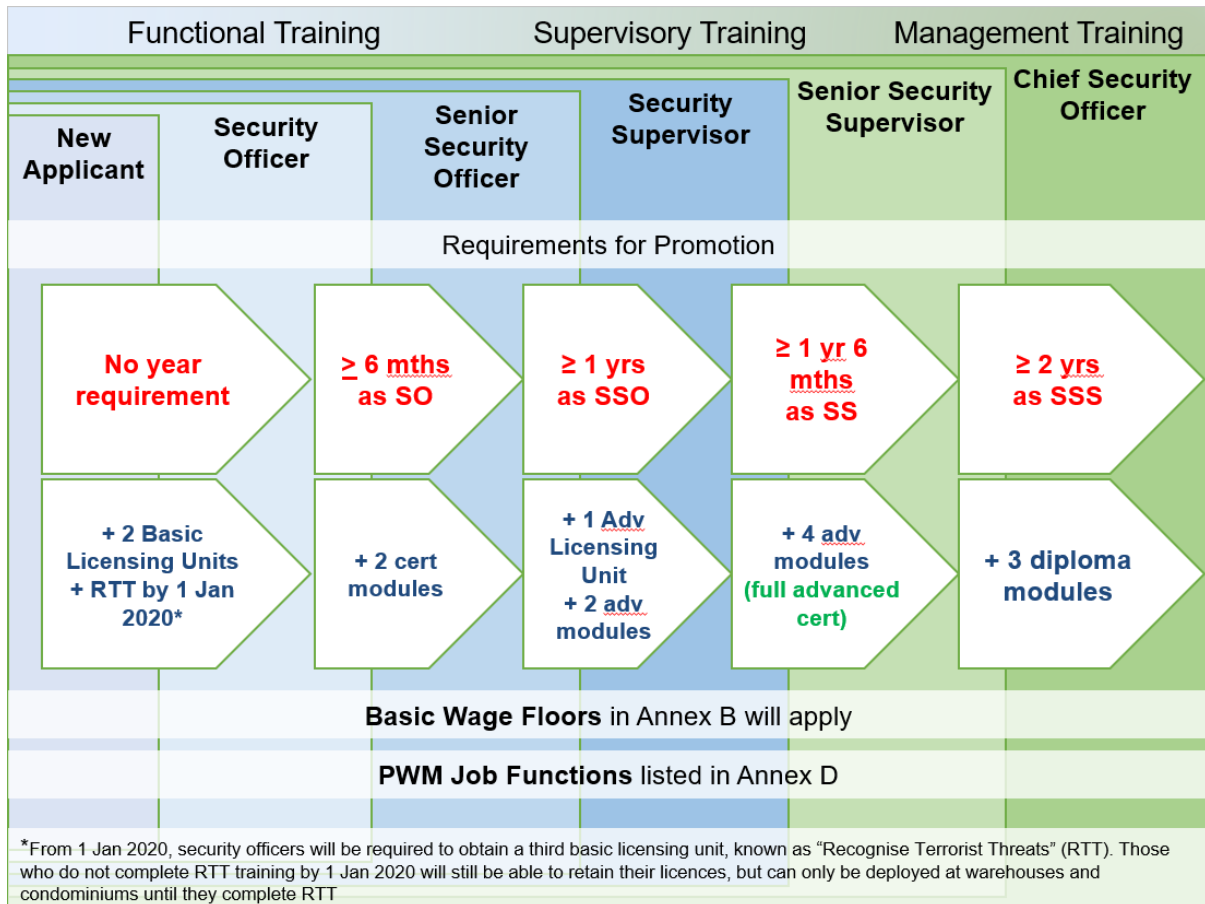 Functional Training
Supervisory Training
Management Training
New
Applicant
Security
Officer
Senior
Security
Officer
Security
Supervisor
Senior Security
Supervisor
Chief Security
Officer
Requirements for Promotion
No year
requirement
≥ 6 mths
as SO
≥ 1 yrs
as SSO
≥ 1 yr 6
mths
as SS
≥ 2 yrs
as SSS
+ 2 Basic
Licensing Units
+ RTT by 1 Jan
2020*
+ 2 cert
modules
+ 1 Adv
Licensing
Unit
+ 2 adv
modules
+ 4 adv
modules
(full advanced
cert)
+ 3 diploma
modules
Basic Wage Floors in Annex B will apply
PWM Job Functions listed in Annex D
*From 1 Jan 2020, security officers will be required to obtain a third basic licensing unit, known as “Recognise Terrorist Threats” (RTT). Those
who do not complete RTT training by 1 Jan 2020 will still be able to retain their licences, but can only be deployed at warehouses and
condominiums until they complete RTT